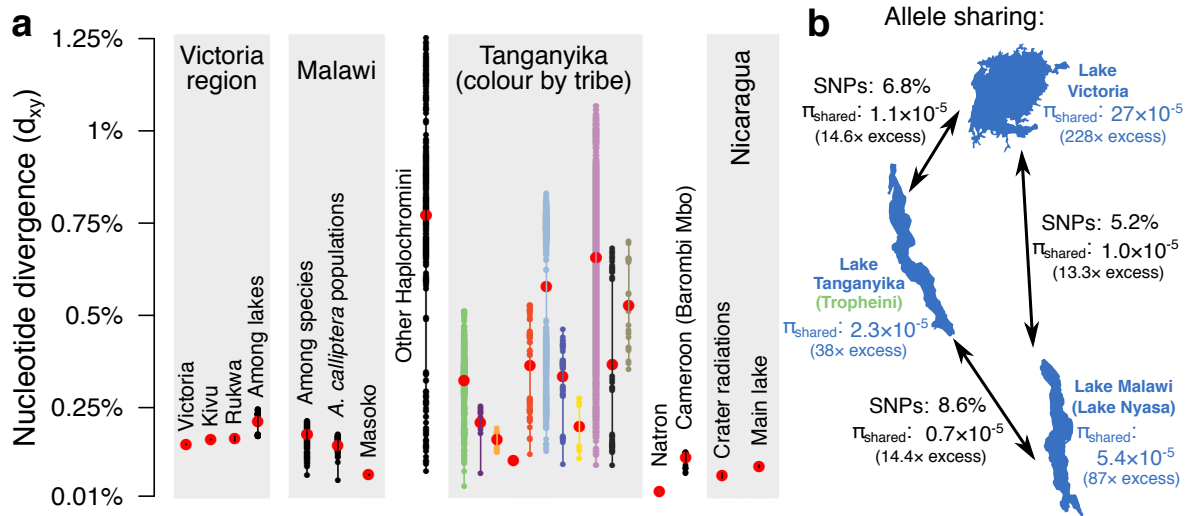 a
Nucleotide divergence (dxy)
1.25%
1%
0.75%
0.5%
0.25%
0.01%
Victoria
region
Victoria
Kivu
Rukwa
Among lakes
Malawi
Among species
A. calliptera populations
Masoko
Other Haplochromini
Tanganyika
(colour by tribe)
Natron
Cameroon (Barombi Mbo)
Nicaragua
Crater radiations
Main lake
b
Allele sharing:
SNPs: 6.8%
πshared: 1.1×10⁻⁵
(14.6× excess)
Lake
Victoria
πshared: 27×10⁻⁵
(228× excess)
SNPs: 5.2%
πshared: 1.0×10⁻⁵
(13.3× excess)
Lake
Tanganyika
(Tropheini)
πshared: 2.3×10⁻⁵
(38× excess)
SNPs: 8.6%
πshared: 0.7×10⁻⁵
(14.4× excess)
Lake Malawi
(Lake Nyasa)
πshared:
5.4×10⁻⁵
(87× excess)